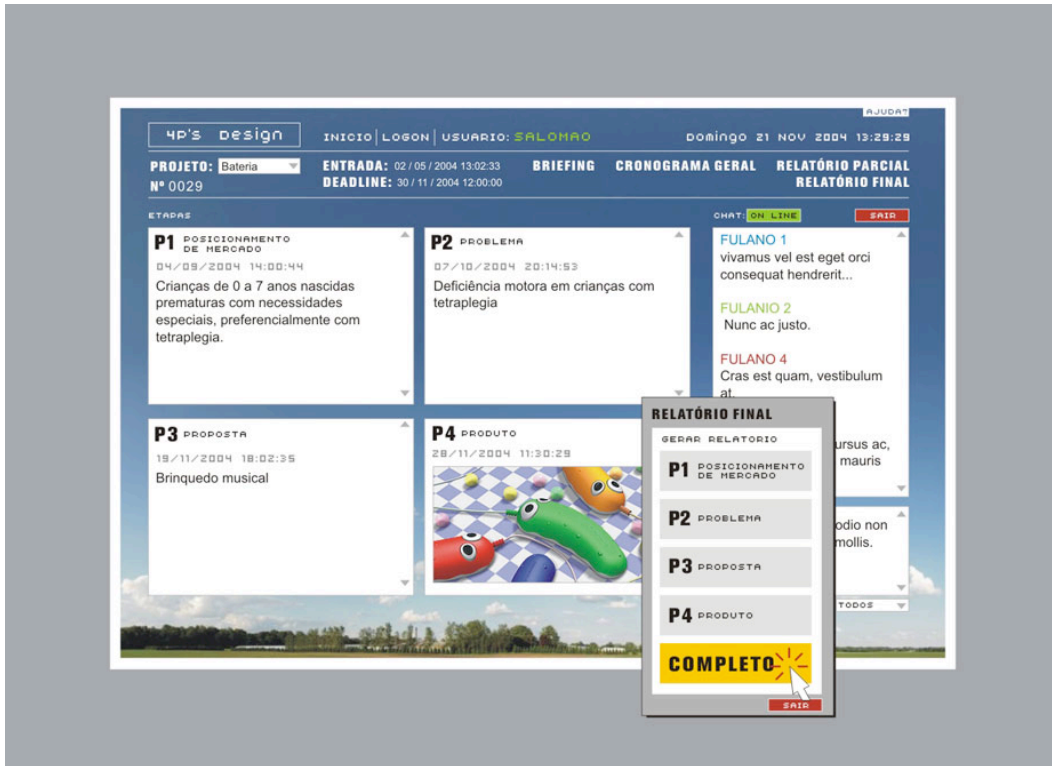 AJUDA?
4P's Design
INICIO|LOGON|USUARIO: SALOMAO
Domingo 21 NOV 2004 13:29:29
PROJETO: Bateria
Nº 0029
ENTRADA: 02 / 05 / 2004 13:02:33
DEADLINE: 30 / 11 / 2004 12:00:00
BRIEFING
CRONOGRAMA GERAL
RELATÓRIO PARCIAL
RELATÓRIO FINAL
ETAPAS
CHAT: ON LINE
SAIR
P1 POSICIONAMENTO
DE MERCADO
04/09/2004 14:00:44
Crianças de 0 a 7 anos nascidas
prematuras com necessidades
especiais, preferencialmente com
tetraplegia.
P2 PROBLEMA
07/10/2004 20:14:53
Deficiência motora em crianças com
tetraplegia
FULANO 1
vivamus vel est eget orci
consequat hendrerit...
FULANIO 2
Nunc ac justo.
FULANO 4
Cras est quam, vestibulum
at.
ursus ac,
mauris
odio non
mollis.
TODOS
P3 PROPOSTA
19/11/2004 18:02:35
Brinquedo musical
P4 PRODUTO
28/11/2004 11:30:29
RELATÓRIO FINAL
GERAR RELATORIO
P1 POSICIONAMENTO
DE MERCADO
P2 PROBLEMA
P3 PROPOSTA
P4 PRODUTO
COMPLETO
SAIR